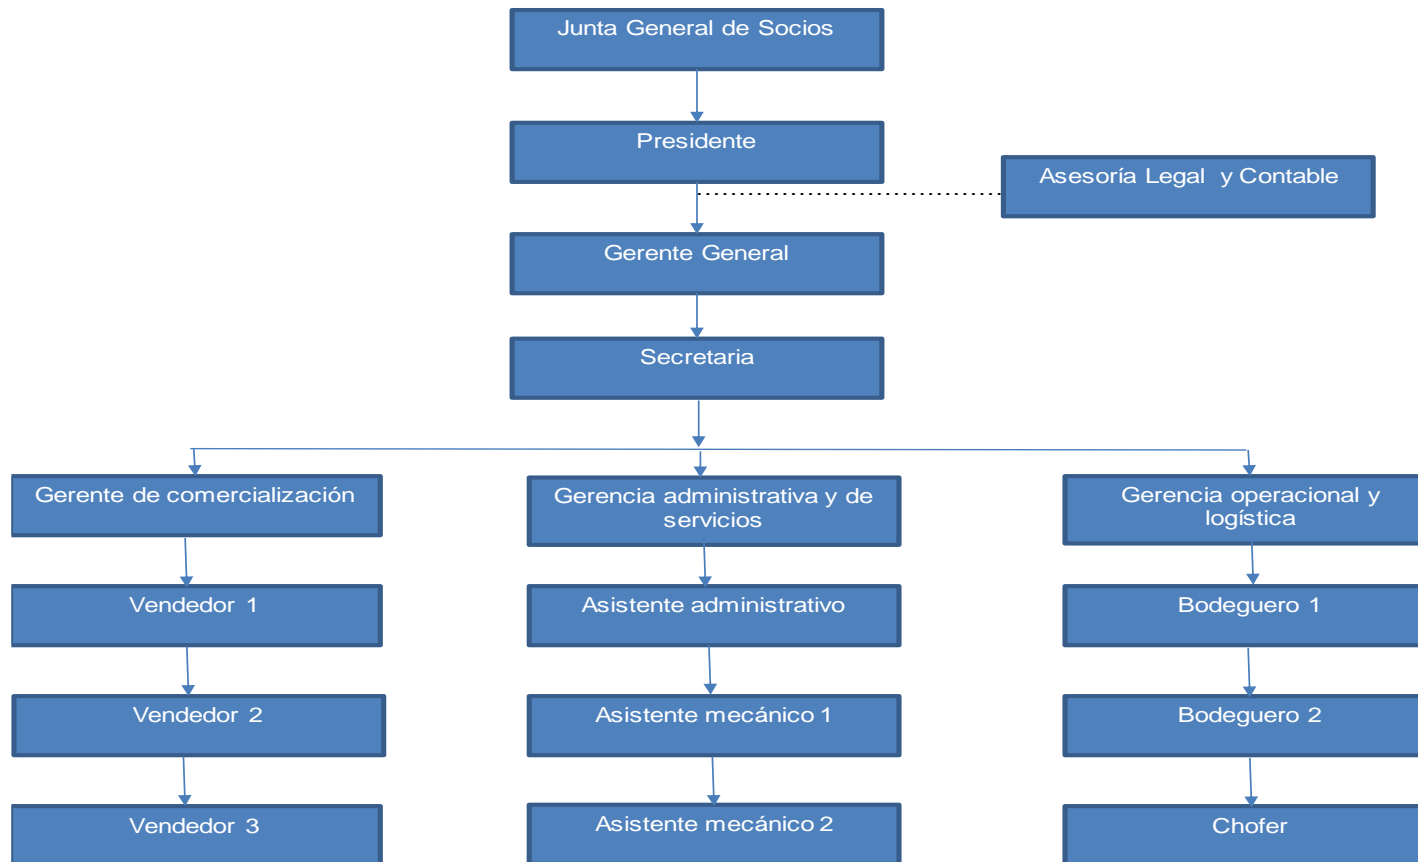 Junta General de Socios
Presidente
Asesoría Legal y Contable
Gerente General
Secretaria
Gerente de comercialización
Gerencia administrativa y de
servicios
Gerencia operacional y
logística
Vendedor 1
Asistente administrativo
Bodeguero 1
Vendedor 2
Asistente mecánico 1
Bodeguero 2
Vendedor 3
Asistente mecánico 2
Chofer